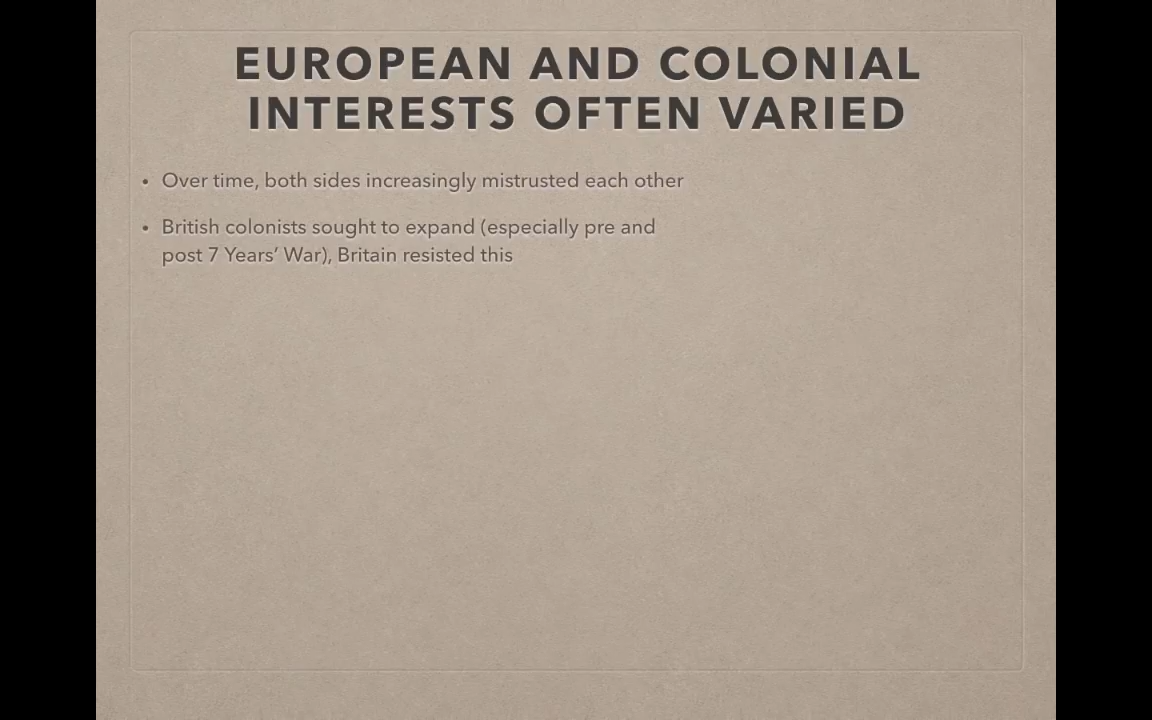 EUROPEAN AND COLONIAL
INTERESTS OFTEN VARIED
• Over time, both sides increasingly mistrusted each other
• British colonists sought to expand (especially pre and
post 7 Years’ War), Britain resisted this